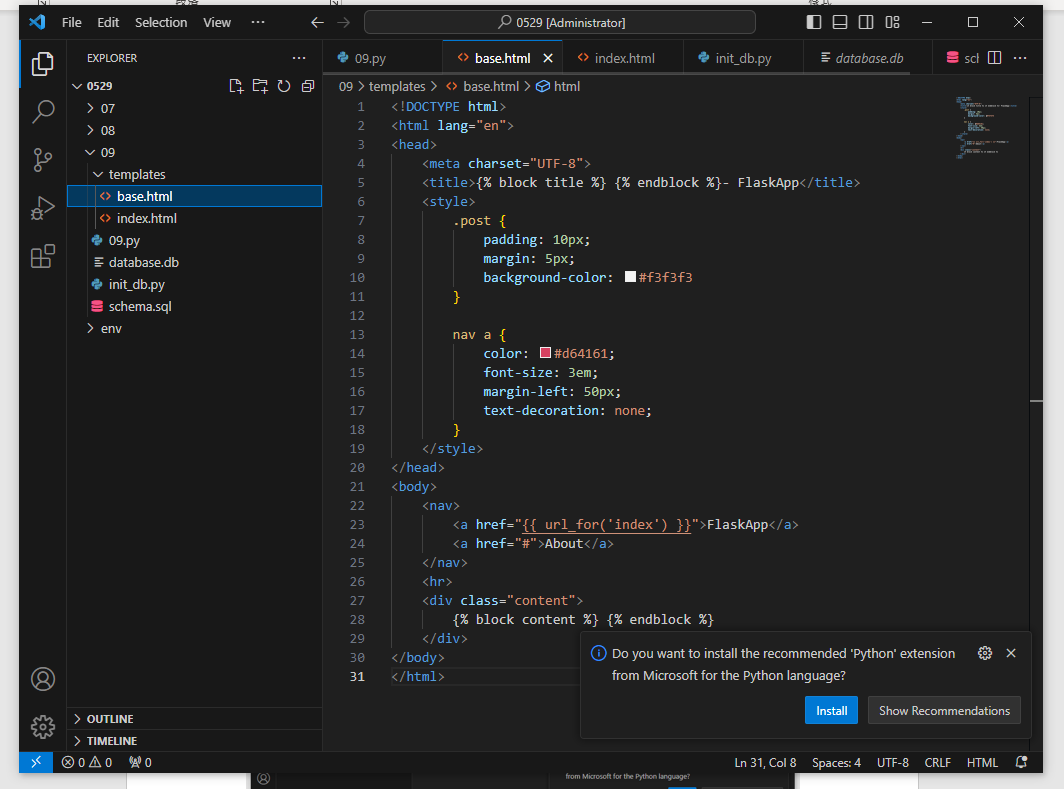 File Edit Selection View ··· 0529 [Administrator]
EXPLORER ···
0529
07
08
09
templates
base.html
index.html
09.py
database.db
init_db.py
schema.sql
env
OUTLINE
TIMELINE
09.py base.html index.html init_db.py database.db scl ···
09 > templates > base.html > html
1 <!DOCTYPE html>
2 <html lang="en">
3 <head>
4 <meta charset="UTF-8">
5 <title>{% block title %} {% endblock %}- FlaskApp</title>
6 <style>
7 .post {
8 padding: 10px;
9 margin: 5px;
10 background-color: #f3f3f3
11 }
12
13 nav a {
14 color: #d64161;
15 font-size: 3em;
16 margin-left: 50px;
17 text-decoration: none;
18 }
19 </style>
20 </head>
21 <body>
22 <nav>
23 <a href="{{ url_for('index') }}">FlaskApp</a>
24 <a href="#">About</a>
25 </nav>
26 <hr>
27 <div class="content">
28 {% block content %} {% endblock %}
29 </div>
30 </body>
31 </html>
Do you want to install the recommended 'Python' extension
from Microsoft for the Python language?
Install Show Recommendations
0 0 0 Ln 31, Col 8 Spaces: 4 UTF-8 CRLF HTML
from Microsoft for the Python language?